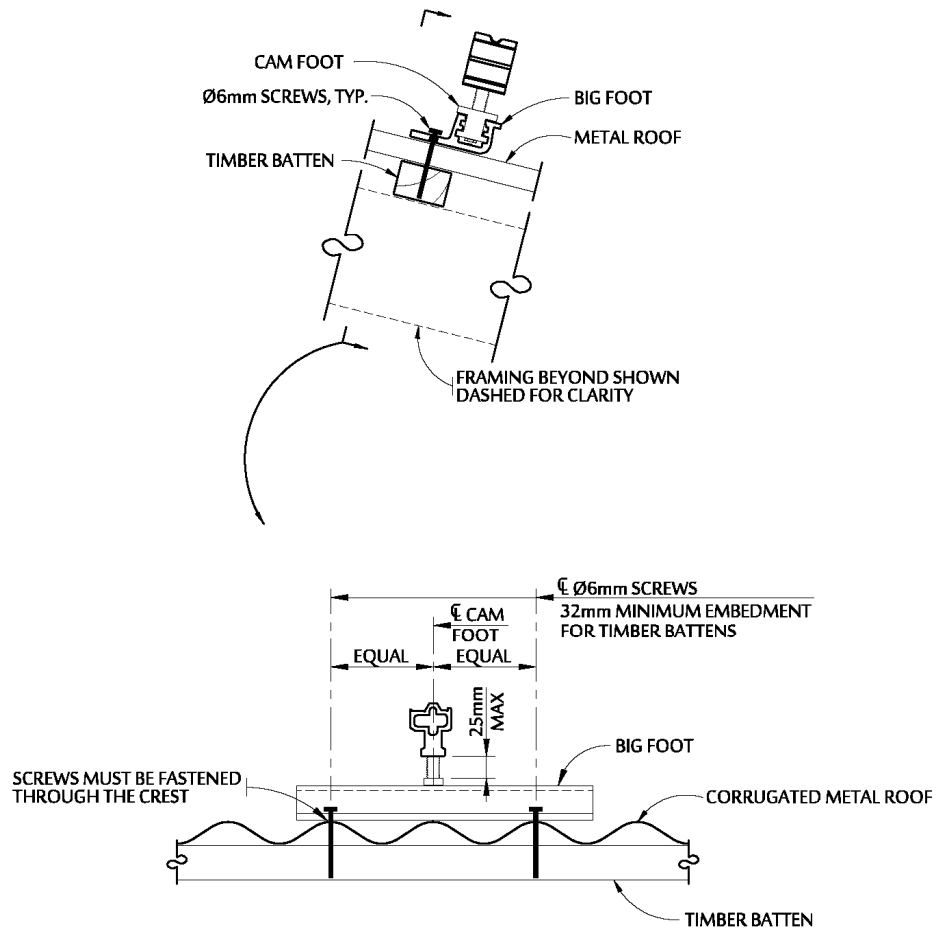 CAM FOOT
Ø6mm SCREWS, TYP.
BIG FOOT
METAL ROOF
TIMBER BATTEN
FRAMING BEYOND SHOWN
DASHED FOR CLARITY
℄ Ø6mm SCREWS
32mm MINIMUM EMBEDMENT
FOR TIMBER BATTENS
℄ CAM
FOOT
EQUAL
EQUAL
25mm
MAX
BIG FOOT
SCREWS MUST BE FASTENED
THROUGH THE CREST
CORRUGATED METAL ROOF
TIMBER BATTEN